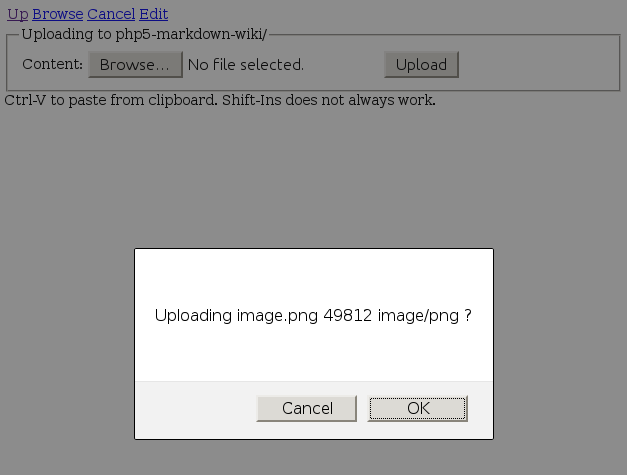 Up Browse Cancel Edit
Uploading to php5-markdown-wiki/
Content: Browse... No file selected. Upload
Ctrl-V to paste from clipboard. Shift-Ins does not always work.
Uploading image.png 49812 image/png ?
Cancel OK